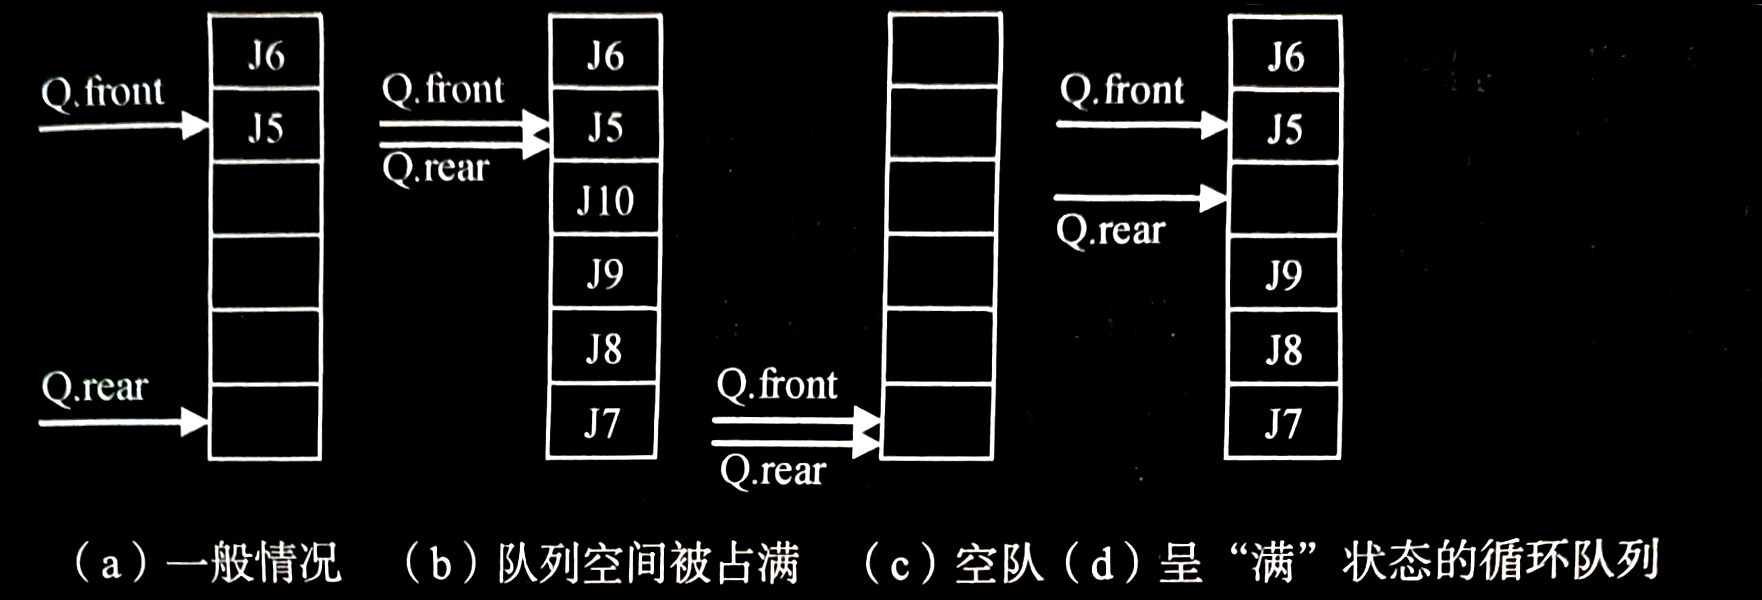 Q.front
Q.rear
J6
J5
Q.front
Q.rear
J6
J5
J10
J9
J8
J7
Q.front
Q.rear
Q.front
Q.rear
J6
J5
J9
J8
J7
（a）一般情况
（b）队列空间被占满
（c）空队
（d）呈“满”状态的循环队列